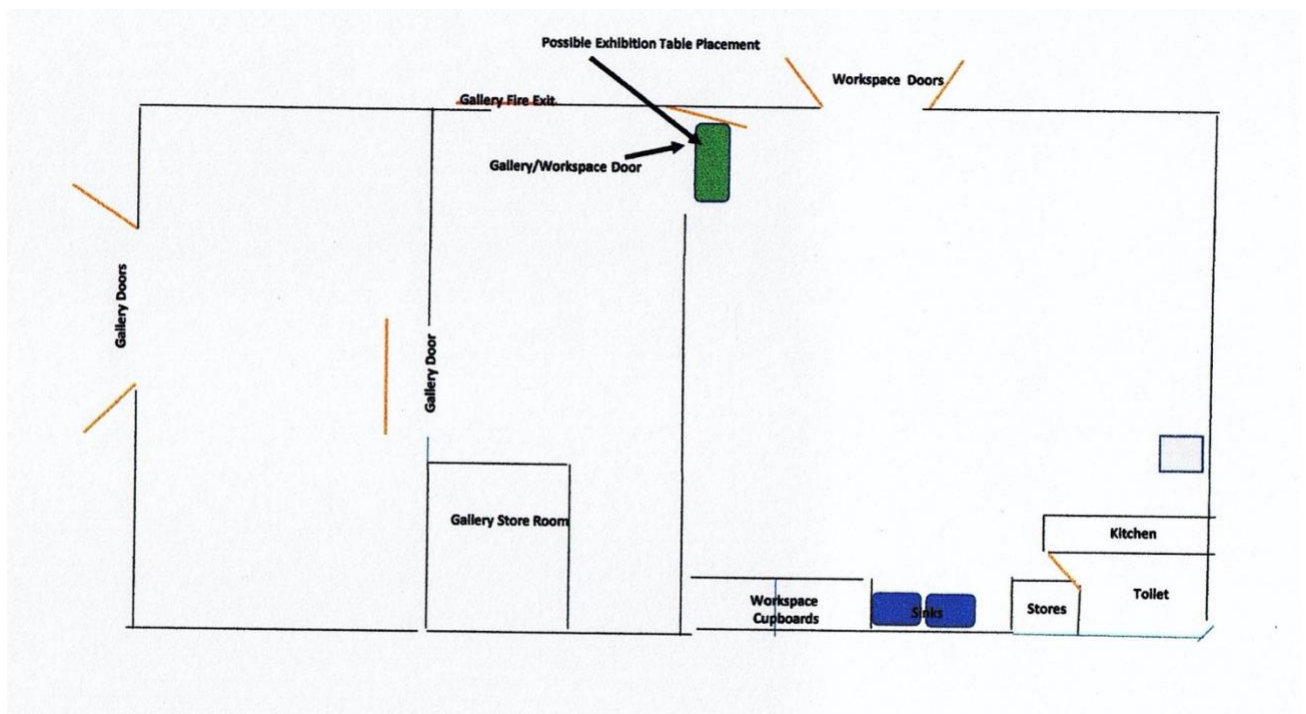 Possible Exhibition Table Placement
Workspace Doors
Gallery Fire Exit
Gallery/Workspace Door
Gallery Doors
Gallery Door
Gallery Store Room
Kitchen
Workspace
Cupboards
Sinks
Stores
Toilet